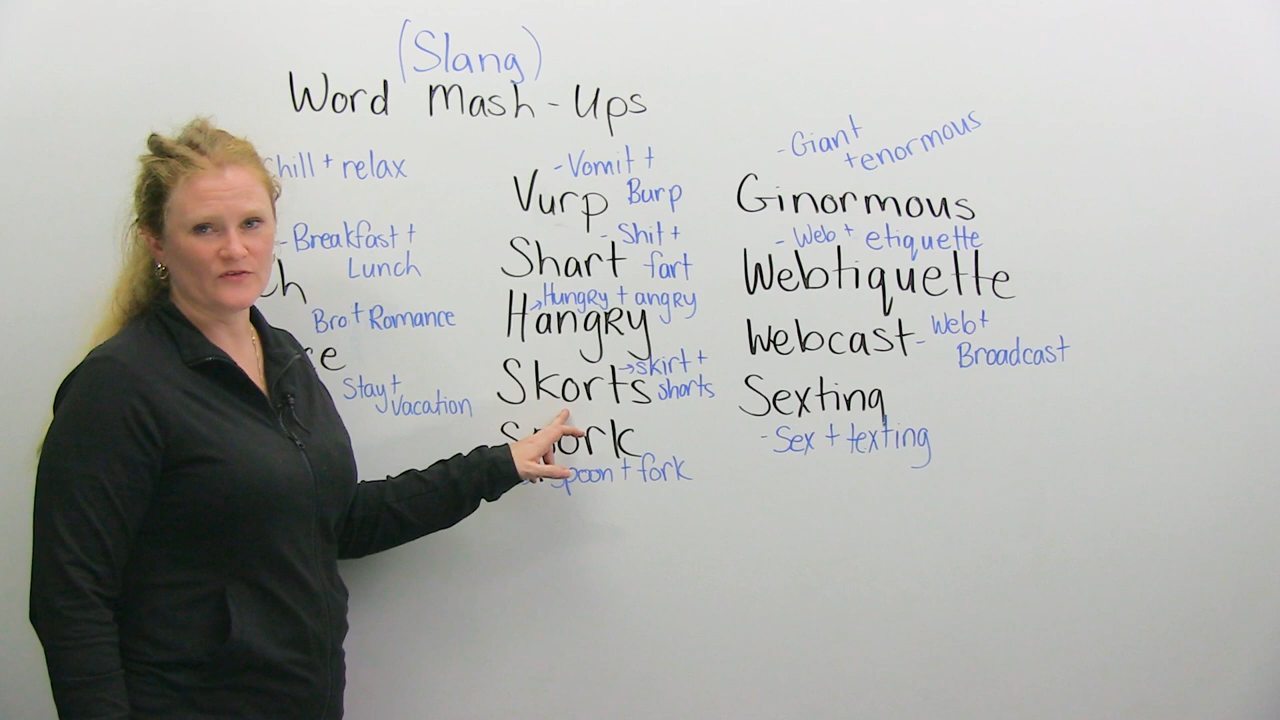 (Slang)
Word Mash-Ups
chill + relax
- Breakfast +
Lunch
ch
Bro + Romance
ce
Stay +
Vacation
- Vomit +
Vurp Burp
- Shit +
Shart fart
→ Hungry + angry
Hangry
→ skirt +
Skorts shorts
Spork
spoon + fork
- Giant
+ enormous
Ginormous
- Web + etiquette
Webtiquette
Webcast - Web +
Broadcast
Sexting
- Sex + texting